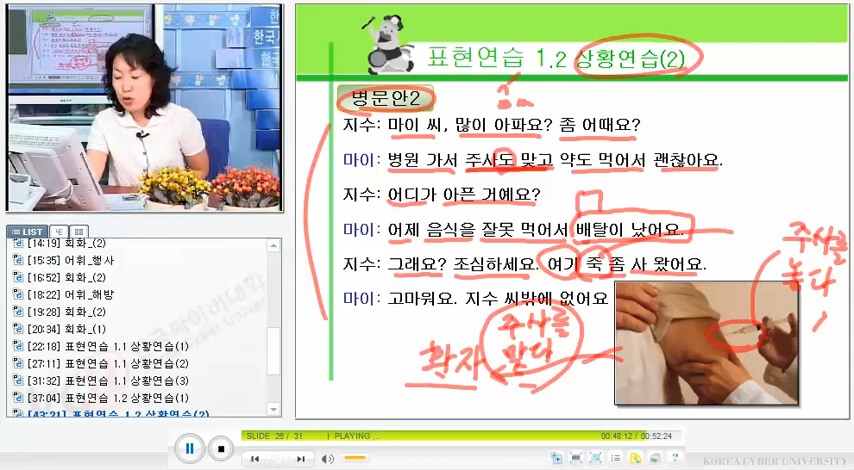 표현연습 1.2 상황연습(2)
병문안2
지수: 마이 씨, 많이 아파요? 좀 어때요?
마이: 병원 가서 주사도 맞고 약도 먹어서 괜찮아요.
지수: 어디가 아픈 거예요?
마이: 어제 음식을 잘못 먹어서 배탈이 났어요.
지수: 그래요? 조심하세요. 여기 죽 좀 사 왔어요.
마이: 고마워요. 지수 씨밖에 없어요
주사를
놓다
주사를
맞다
환자
LIST
[14:19] 회화_(2)
[15:35] 어휘_행사
[16:52] 회화_(2)
[18:22] 어휘_해방
[19:28] 회화_(2)
[20:34] 회화_(1)
[22:18] 표현연습 1.1 상황연습(1)
[27:11] 표현연습 1.1 상황연습(2)
[31:32] 표현연습 1.1 상황연습(3)
[37:04] 표현연습 1.2 상황연습(1)
[43:21] 표현연습 1.2 상황연습(2)
SLIDE 26 / 31 | PLAYING ...
00:48:12 / 00:52:24
KOREA CYBER UNIVERSITY